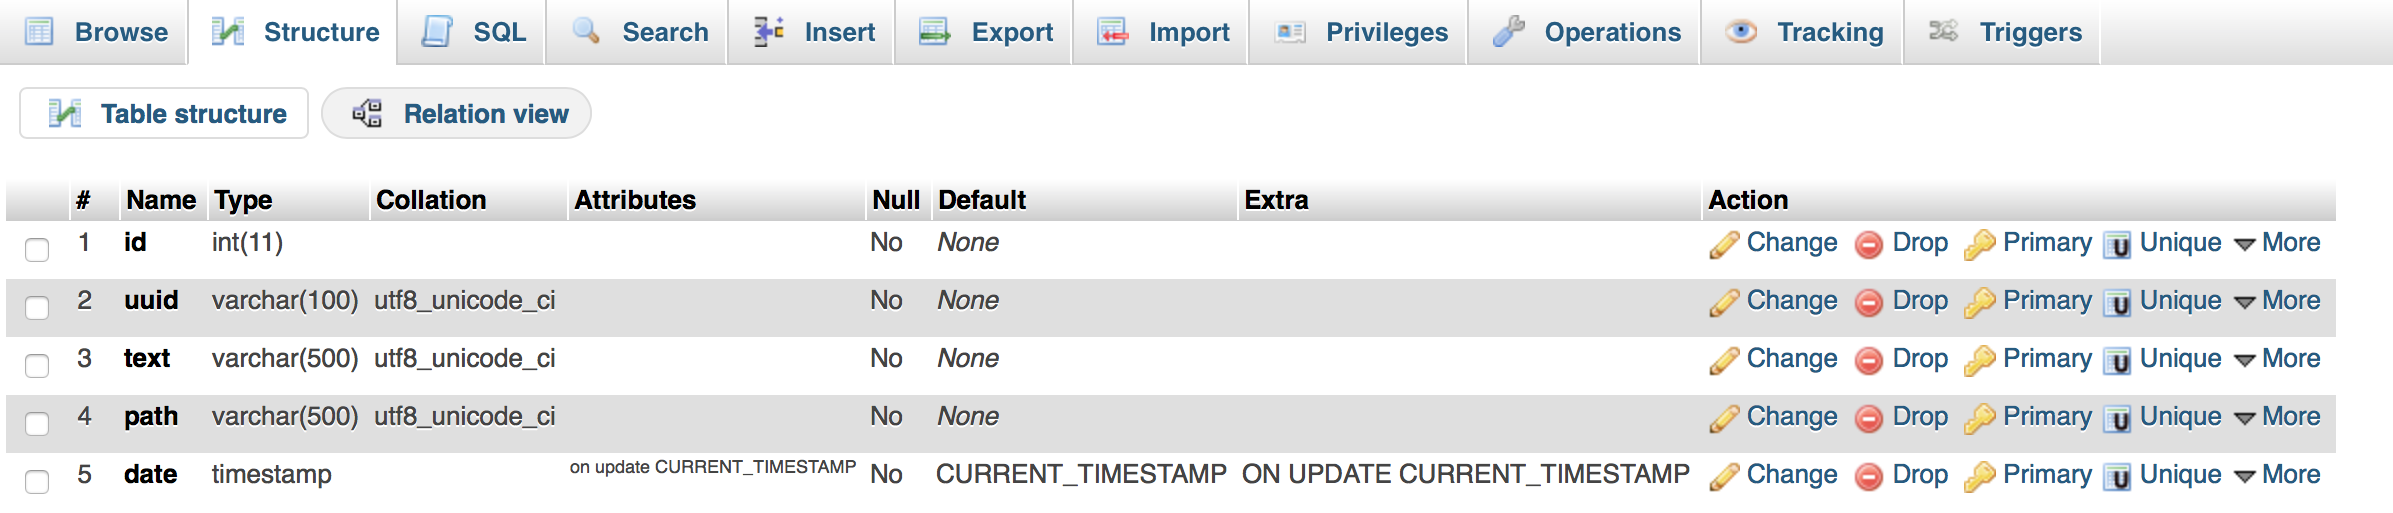 Browse Structure SQL Search Insert Export Import Privileges Operations Tracking Triggers
Table structure Relation view
# Name Type Collation Attributes Null Default Extra Action
1 id int(11) No None Change Drop Primary Unique More
2 uuid varchar(100) utf8_unicode_ci No None Change Drop Primary Unique More
3 text varchar(500) utf8_unicode_ci No None Change Drop Primary Unique More
4 path varchar(500) utf8_unicode_ci No None Change Drop Primary Unique More
5 date timestamp on update CURRENT_TIMESTAMP No CURRENT_TIMESTAMP ON UPDATE CURRENT_TIMESTAMP Change Drop Primary Unique More